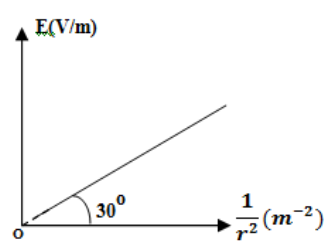 E(V/m)
30⁰
1/r² (m⁻²)
O